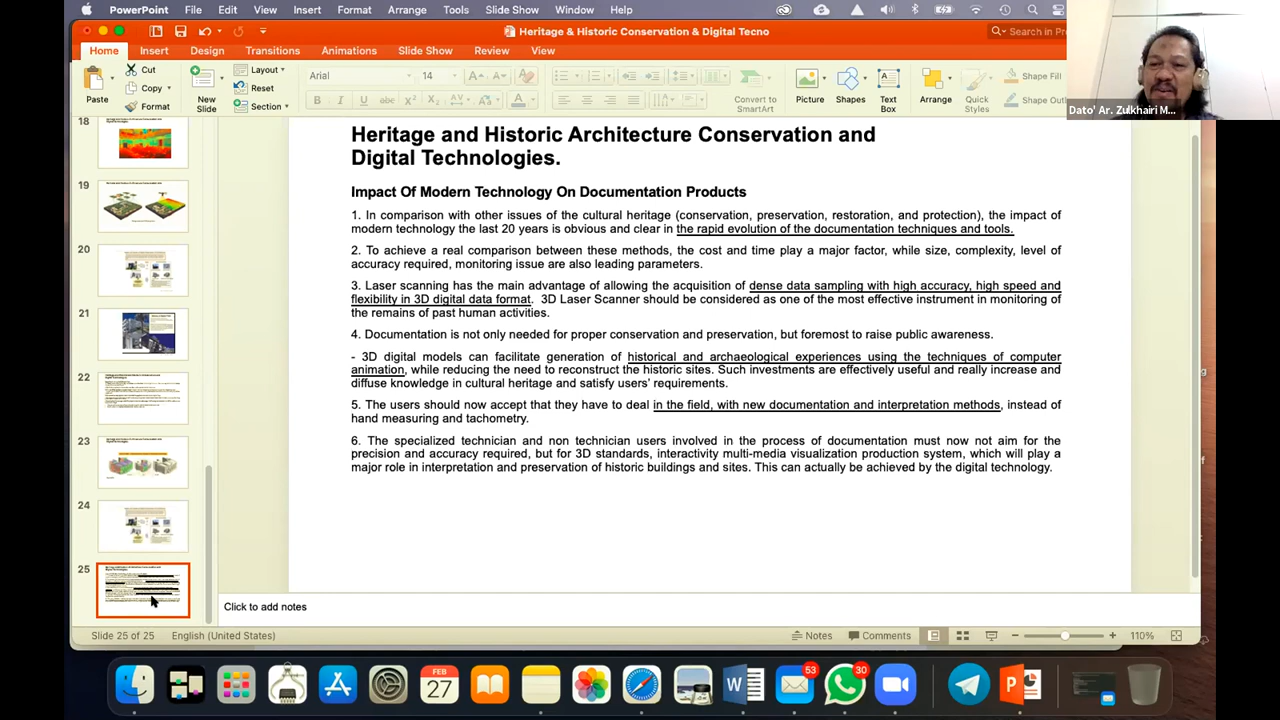 PowerPoint File Edit View Insert Format Arrange Tools Slide Show Window Help
Heritage & Historic Conservation & Digital Tecno
Search in Pre
Home Insert Design Transitions Animations Slide Show Review View
Paste
Cut
Copy
Format
New
Slide
Layout
Reset
Section
Arial
14
Convert to
SmartArt
Picture
Shapes
Text
Box
Arrange
Quick
Styles
Shape Fill
Shape Outl
Dato' Ar. Zulkhairi M...
18
19
20
21
22
23
24
25
Heritage and Historic Architecture Conservation and
Digital Technologies.
Impact Of Modern Technology On Documentation Products
1. In comparison with other issues of the cultural heritage (conservation, preservation, restoration, and protection), the impact of
modern technology the last 20 years is obvious and clear in the rapid evolution of the documentation techniques and tools.
2. To achieve a real comparison between these methods, the cost and time play a major factor, while size, complexity, level of
accuracy required, monitoring issue are also leading parameters.
3. Laser scanning has the main advantage of allowing the acquisition of dense data sampling with high accuracy, high speed and
flexibility in 3D digital data format. 3D Laser Scanner should be considered as one of the most effective instrument in monitoring of
the remains of past human activities.
4. Documentation is not only needed for proper conservation and preservation, but foremost to raise public awareness.
- 3D digital models can facilitate generation of historical and archaeological experiences using the techniques of computer
animation, while reducing the need to reconstruct the historic sites. Such investments are effectively useful and really increase and
diffuse knowledge in cultural heritage and satisfy users' requirements.
5. The users should now accept that they have to deal in the field, with new documentation and interpretation methods, instead of
hand measuring and tachometry.
6. The specialized technician and non technician users involved in the process of documentation must now not aim for the
precision and accuracy required, but for 3D standards, interactivity multi-media visualization production system, which will play a
major role in interpretation and preservation of historic buildings and sites. This can actually be achieved by the digital technology.
Click to add notes
Slide 25 of 25 English (United States)
Notes Comments 110%
FEB
27
53
30